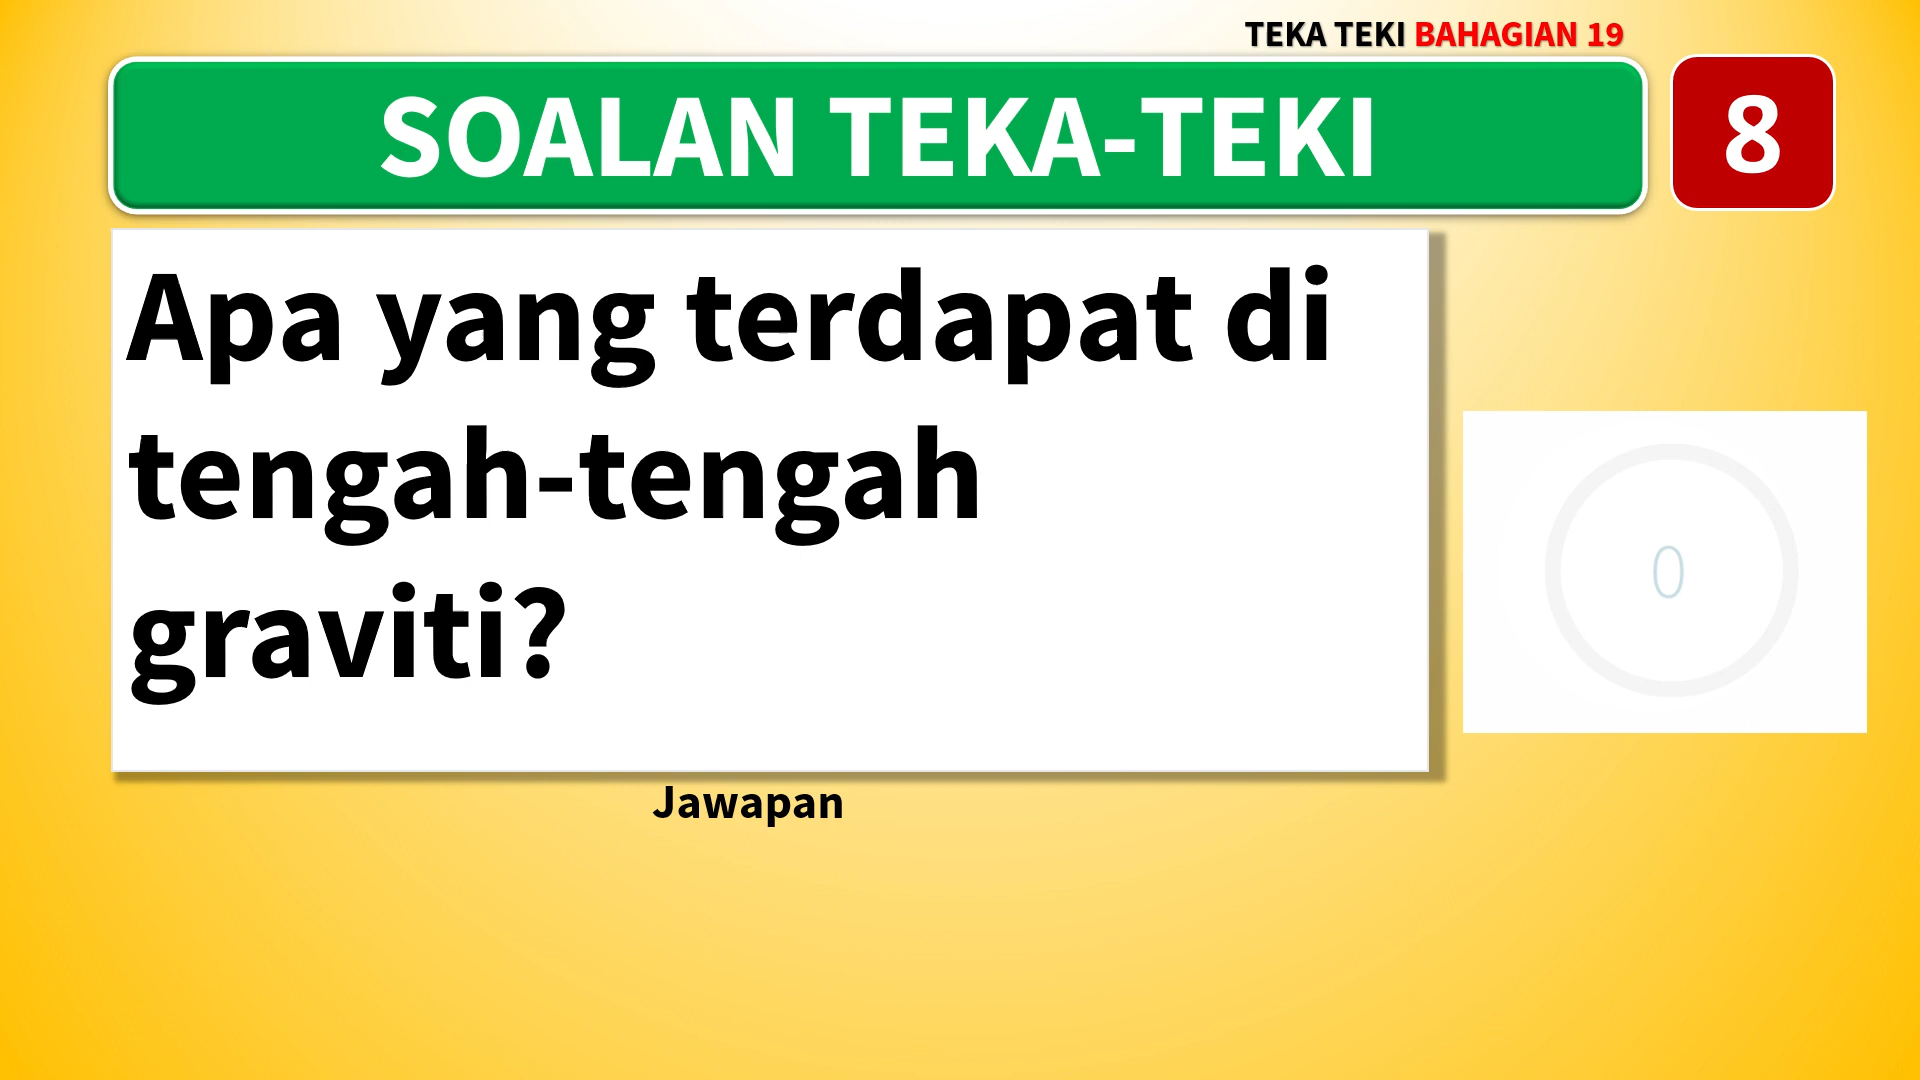 TEKA TEKI BAHAGIAN 19
SOALAN TEKA-TEKI
8
Apa yang terdapat di
tengah-tengah
graviti?
0
Jawapan